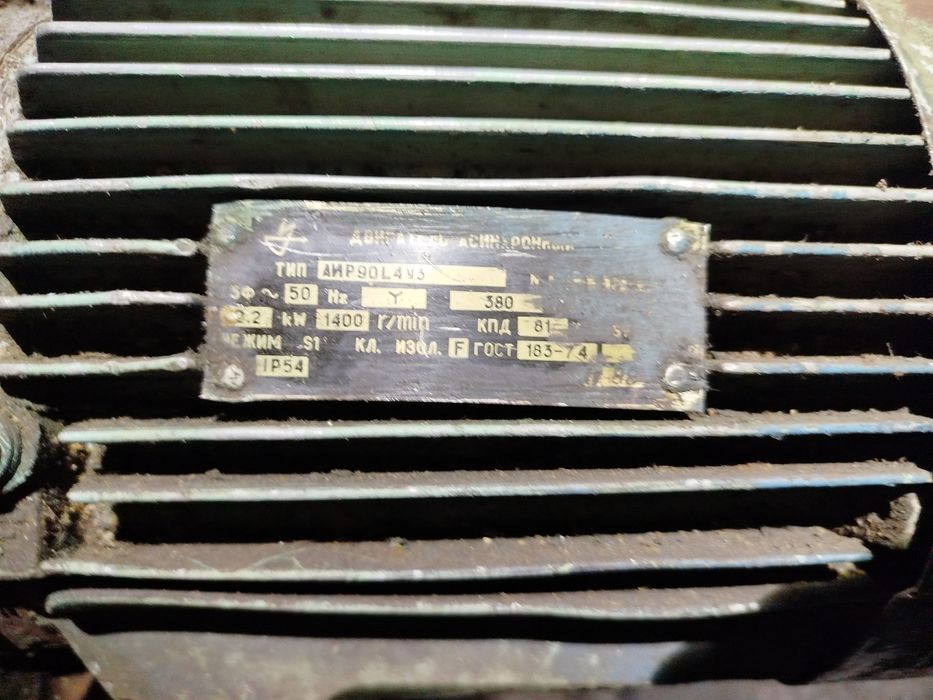 ДВИГАТЕЛЬ АСИНХРОННЫЙ
ТИП АИР90L4У3
3Ф ~ 50 Hz Y 380
2.2 kW 1400 r/min КПД 81
РЕЖИМ S1 КЛ. ИЗОЛ. F ГОСТ 183-74
IP54